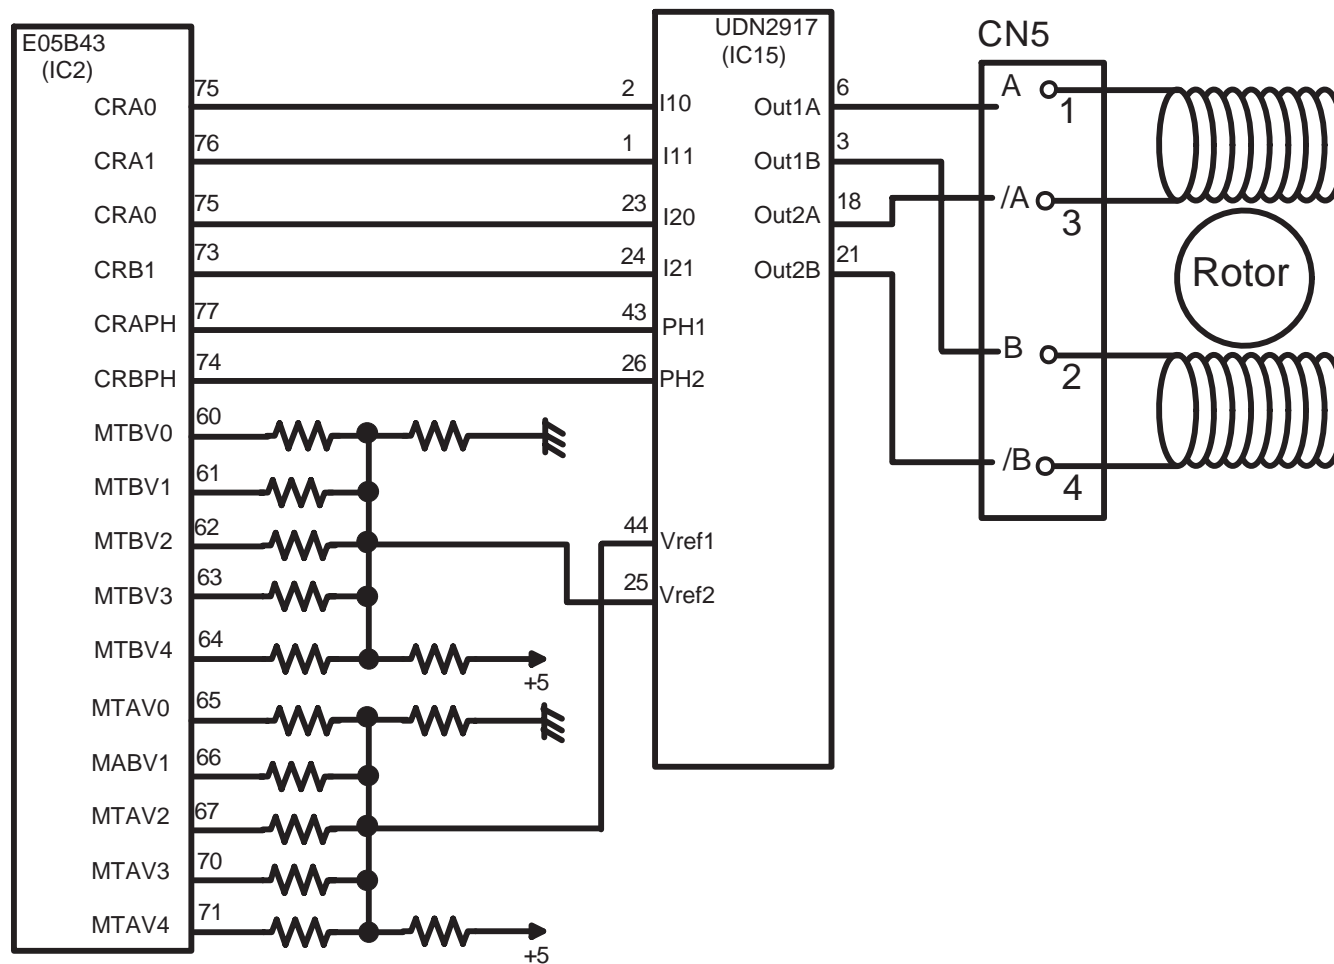 E05B43
(IC2)
UDN2917
(IC15)
CN5
CRA0 75 2 I10 Out1A 6 A 1
CRA1 76 1 I11 Out1B 3
CRA0 75 23 I20 Out2A 18 /A 3
CRB1 73 24 I21 Out2B 21 Rotor
CRAPH 77 43 PH1 B 2
CRBPH 74 26 PH2
MTBV0 60
MTBV1 61 /B 4
MTBV2 62 44 Vref1
MTBV3 63 25 Vref2
MTBV4 64
+5
MTAV0 65
MABV1 66
MTAV2 67
MTAV3 70
MTAV4 71
+5